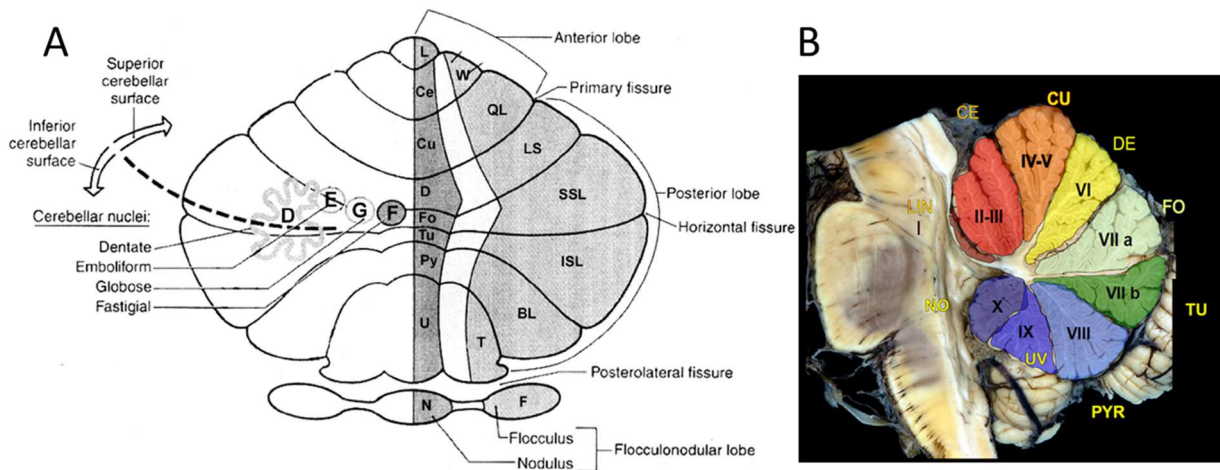 A
Anterior lobe
Superior
cerebellar
surface
Inferior
cerebellar
surface
Cerebellar nuclei:
Dentate
Emboliform
Globose
Fastigial
L
W
Primary fissure
Ce
QL
Cu
LS
D
SSL
Posterior lobe
D
E
G
F
Fo
Horizontal fissure
Tu
Py
ISL
BL
U
T
Posterolateral fissure
N
F
Flocculus
Nodulus
Flocculonodular lobe
B
CE
CU
DE
IV-V
VI
FO
LIN
I
II-III
VII a
VII b
TU
NO
X
IX
VIII
UV
PYR